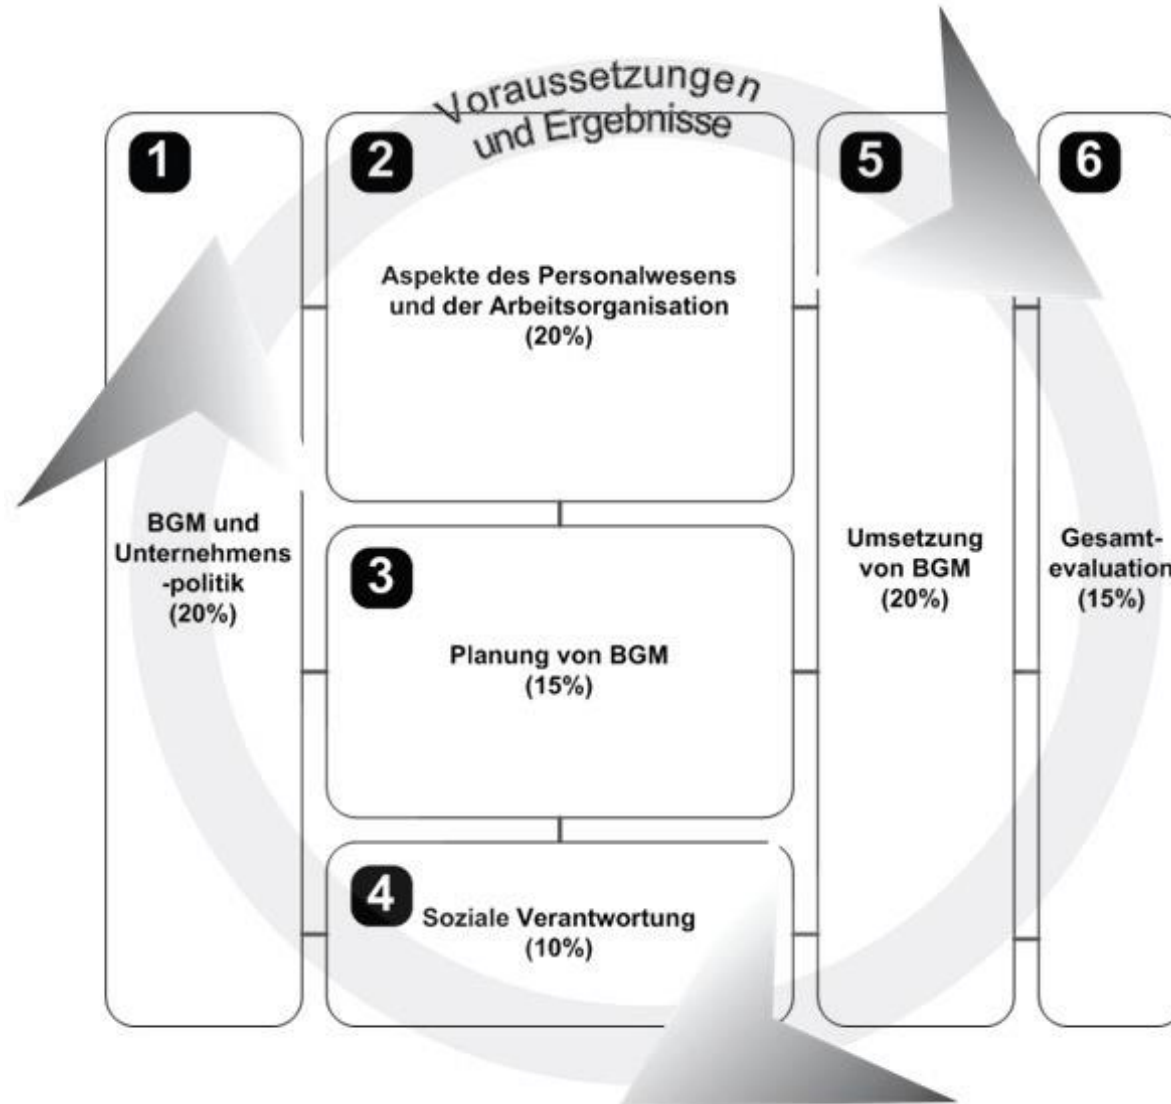 Voraussetzungen
und Ergebnisse
1
BGM und
Unternehmens
-politik
(20%)
2
Aspekte des Personalwesens
und der Arbeitsorganisation
(20%)
3
Planung von BGM
(15%)
4
Soziale Verantwortung
(10%)
5
Umsetzung
von BGM
(20%)
6
Gesamt-
evaluation
(15%)